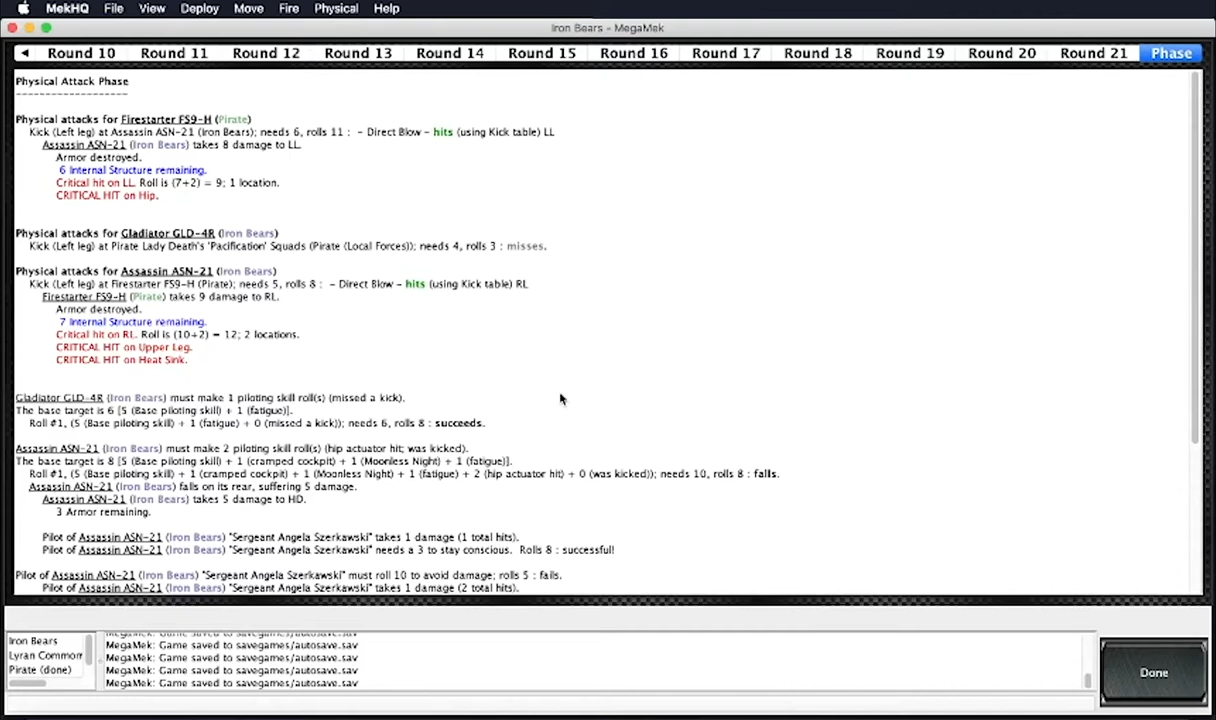 MekHQ File View Deploy Move Fire Physical Help
Iron Bears - MegaMek
Round 10 Round 11 Round 12 Round 13 Round 14 Round 15 Round 16 Round 17 Round 18 Round 19 Round 20 Round 21 Phase
Physical Attack Phase
-------------------
Physical attacks for Firestarter FS9-H (Pirate)
Kick (Left leg) at Assassin ASN-21 (Iron Bears); needs 6, rolls 11 : - Direct Blow - hits (using Kick table) LL
Assassin ASN-21 (Iron Bears) takes 8 damage to LL.
Armor destroyed.
6 Internal Structure remaining.
Critical hit on LL. Roll is (7+2) = 9; 1 location.
CRITICAL HIT on Hip.
Physical attacks for Gladiator GLD-4R (Iron Bears)
Kick (Left leg) at Pirate Lady Death's 'Pacification' Squads (Pirate (Local Forces)); needs 4, rolls 3 : misses.
Physical attacks for Assassin ASN-21 (Iron Bears)
Kick (Left leg) at Firestarter FS9-H (Pirate); needs 5, rolls 8 : - Direct Blow - hits (using Kick table) RL
Firestarter FS9-H (Pirate) takes 9 damage to RL.
Armor destroyed.
7 Internal Structure remaining.
Critical hit on RL. Roll is (10+2) = 12; 2 locations.
CRITICAL HIT on Upper Leg.
CRITICAL HIT on Heat Sink.
Gladiator GLD-4R (Iron Bears) must make 1 piloting skill roll(s) (missed a kick).
The base target is 6 [5 (Base piloting skill) + 1 (fatigue)].
Roll #1, (5 (Base piloting skill) + 1 (fatigue) + 0 (missed a kick)); needs 6, rolls 8 : succeeds.
Assassin ASN-21 (Iron Bears) must make 2 piloting skill roll(s) (hip actuator hit; was kicked).
The base target is 8 [5 (Base piloting skill) + 1 (cramped cockpit) + 1 (Moonless Night) + 1 (fatigue)].
Roll #1, (5 (Base piloting skill) + 1 (cramped cockpit) + 1 (Moonless Night) + 1 (fatigue) + 2 (hip actuator hit) + 0 (was kicked)); needs 10, rolls 8 : falls.
Assassin ASN-21 (Iron Bears) falls on its rear, suffering 5 damage.
Assassin ASN-21 (Iron Bears) takes 5 damage to HD.
3 Armor remaining.
Pilot of Assassin ASN-21 (Iron Bears) "Sergeant Angela Szerkawski" takes 1 damage (1 total hits).
Pilot of Assassin ASN-21 (Iron Bears) "Sergeant Angela Szerkawski" needs a 3 to stay conscious. Rolls 8 : successful!
Pilot of Assassin ASN-21 (Iron Bears) "Sergeant Angela Szerkawski" must roll 10 to avoid damage; rolls 5 : fails.
Pilot of Assassin ASN-21 (Iron Bears) "Sergeant Angela Szerkawski" takes 1 damage (2 total hits).
Iron Bears
Lyran Common
Pirate (done)
MegaMek: Game saved to savegames/autosave.sav
MegaMek: Game saved to savegames/autosave.sav
MegaMek: Game saved to savegames/autosave.sav
MegaMek: Game saved to savegames/autosave.sav
MegaMek: Game saved to savegames/autosave.sav
Done